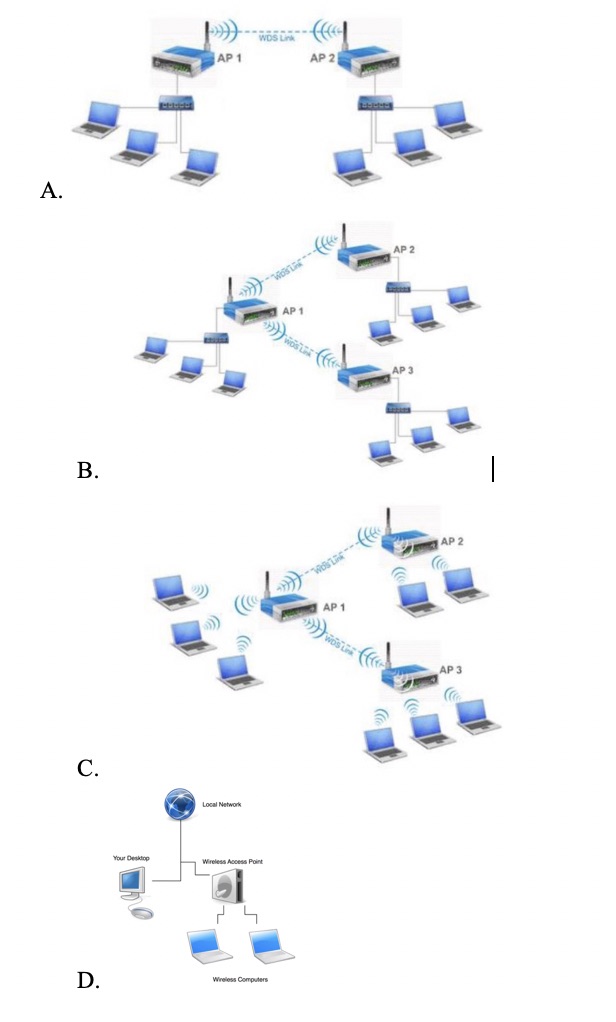 WDS Link
AP 1
AP 2
A.
AP 2
WDS Link
AP 1
WDS Link
AP 3
B.
AP 2
WDS Link
AP 1
WDS Link
AP 3
C.
Local Network
Your Desktop
Wireless Access Point
Wireless Computers
D.